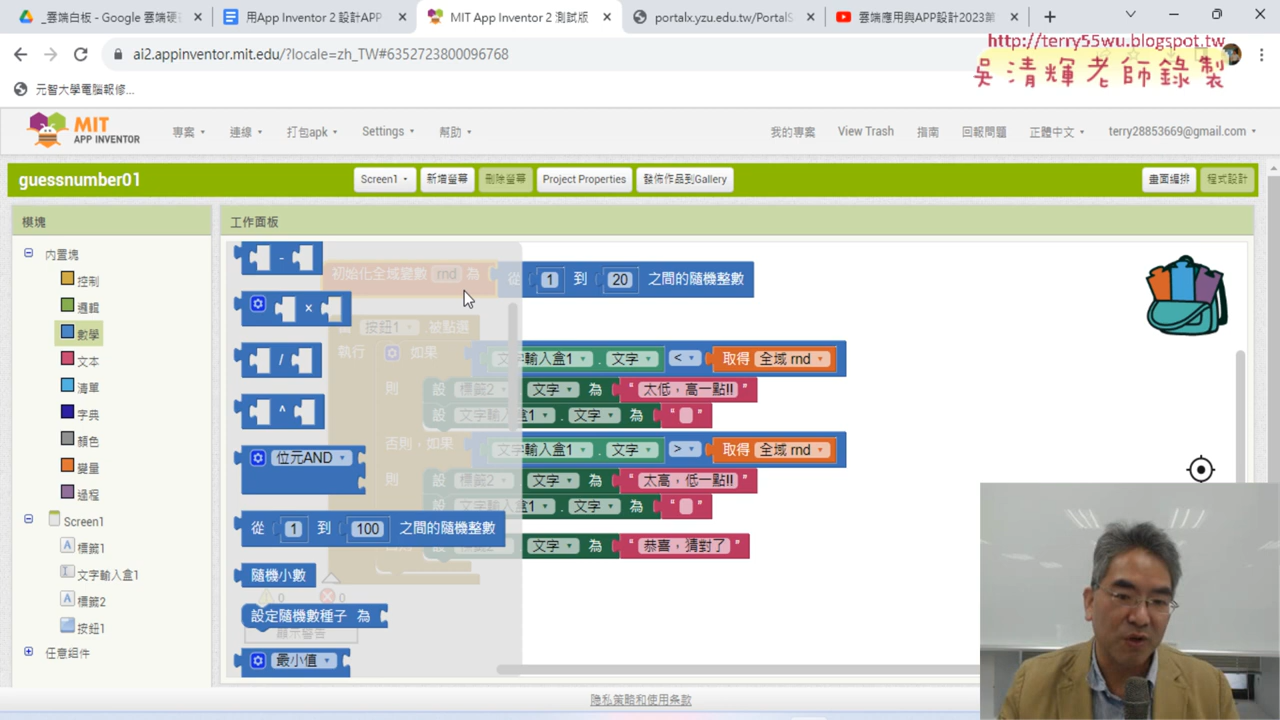 _雲端白板 - Google 雲端硬
用App Inventor 2 設計APP
MIT App Inventor 2 測試版
portalx.yzu.edu.tw/PortalS
雲端應用與APP設計2023第
http://terry55wu.blogspot.tw
吳清輝老師錄製
ai2.appinventor.mit.edu/?locale=zh_TW#6352723800096768
元智大學電腦報修...
MIT
APP INVENTOR
專案
連線
打包apk
Settings
幫助
我的專案
View Trash
指南
回報問題
正體中文
terry28853669@gmail.com
guessnumber01
Screen1
新增螢幕
刪除螢幕
Project Properties
發佈作品到Gallery
畫面編排
程式設計
模塊
工作面板
內置塊
控制
邏輯
數學
文本
清單
字典
顏色
變量
過程
Screen1
標籤1
文字輸入盒1
標籤2
按鈕1
任意組件
-
×
/
^
位元AND
從 1 到 100 之間的隨機整數
隨機小數
設定隨機數種子 為
最小值
初始化全域變數 rnd 為 從 1 到 20 之間的隨機整數
按鈕1 .被點選
執行 如果 文字輸入盒1 . 文字 < 取得 全域 rnd
則 設 標籤2 . 文字 為 “ 太低，高一點!! ”
設 文字輸入盒1 . 文字 為 “ ”
否則，如果 文字輸入盒1 . 文字 > 取得 全域 rnd
則 設 標籤2 . 文字 為 “ 太高，低一點!! ”
設 文字輸入盒1 . 文字 為 “ ”
文字 為 “ 恭喜，猜對了 ”
0
0
顯示警告
隱私策略和使用條款